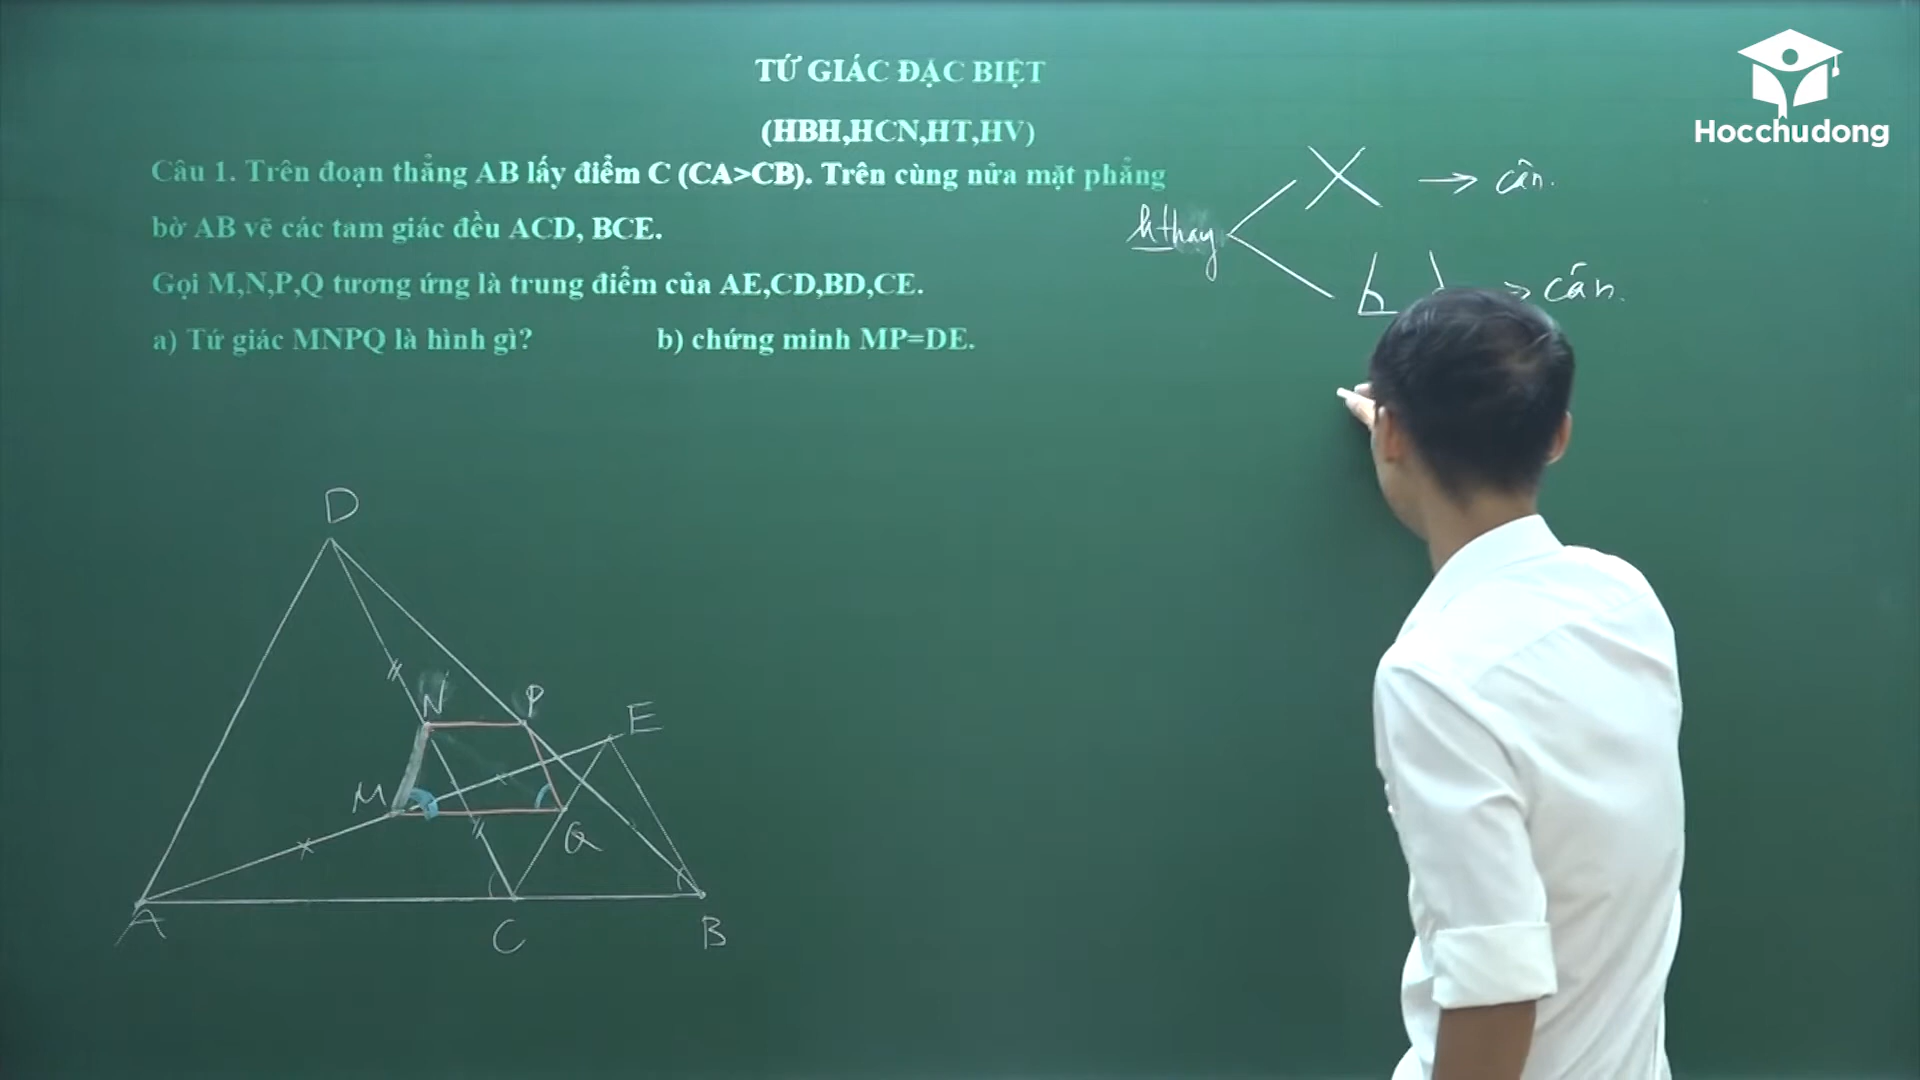 TỨ GIÁC ĐẶC BIỆT
(HBH,HCN,HT,HV)
Hocchudong
Câu 1. Trên đoạn thẳng AB lấy điểm C (CA>CB). Trên cùng nửa mặt phẳng
bờ AB vẽ các tam giác đều ACD, BCE.
Gọi M,N,P,Q tương ứng là trung điểm của AE,CD,BD,CE.
a) Tứ giác MNPQ là hình gì? b) chứng minh MP=DE.
hthang
→ cân.
→ cân.
D
N P E
M
Q
A C B